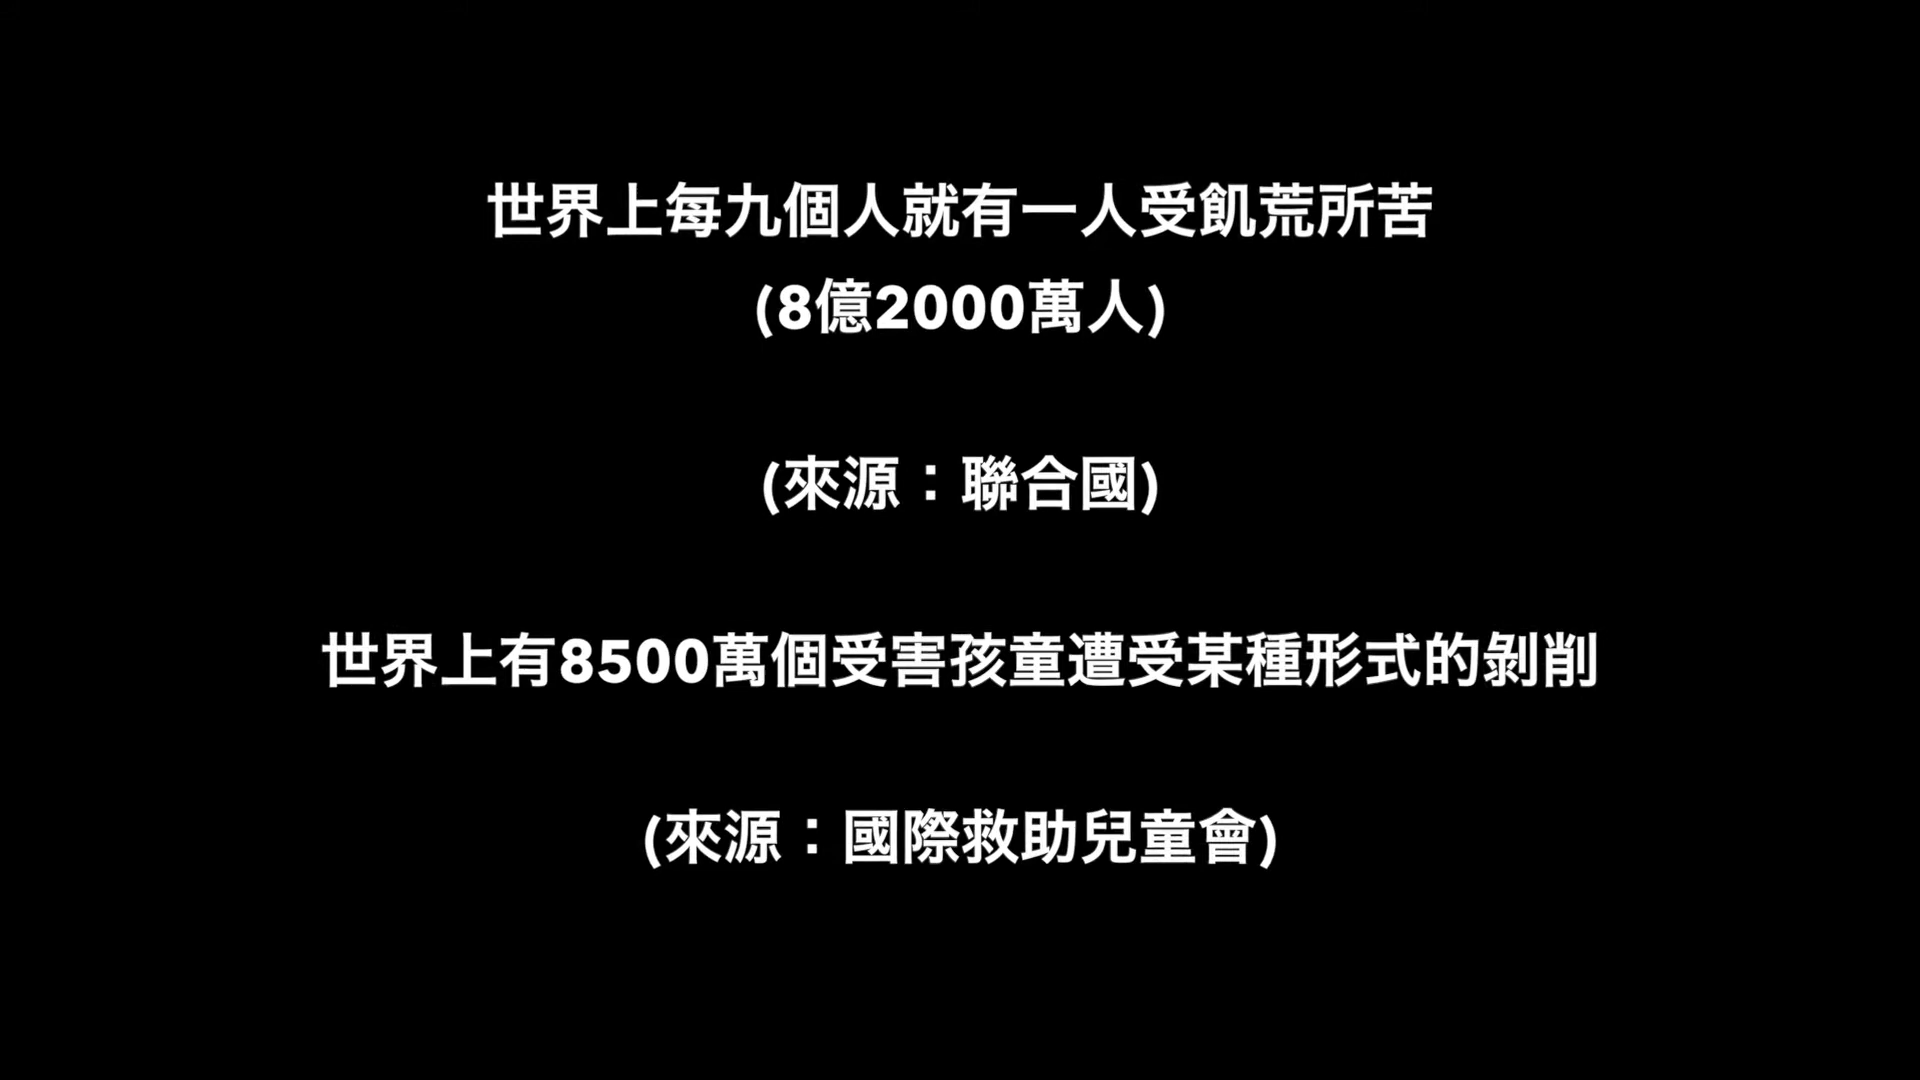 世界上每九個人就有一人受飢荒所苦
(8億2000萬人)
(來源：聯合國)
世界上有8500萬個受害孩童遭受某種形式的剝削
(來源：國際救助兒童會)